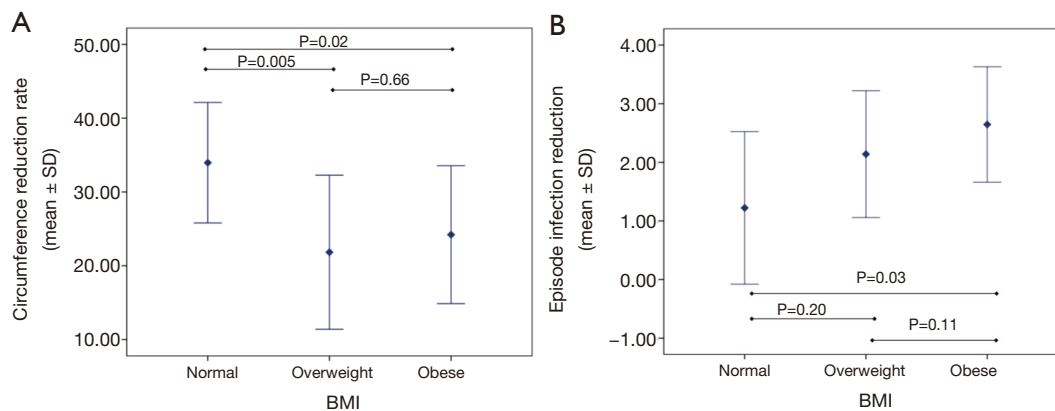 A
Circumference reduction rate
(mean ± SD)
50.00
40.00
30.00
20.00
10.00
P=0.02
P=0.005
P=0.66
Normal
Overweight
Obese
BMI
B
Episode infection reduction
(mean ± SD)
4.00
3.00
2.00
1.00
0.00
−1.00
P=0.03
P=0.20
P=0.11
Normal
Overweight
Obese
BMI